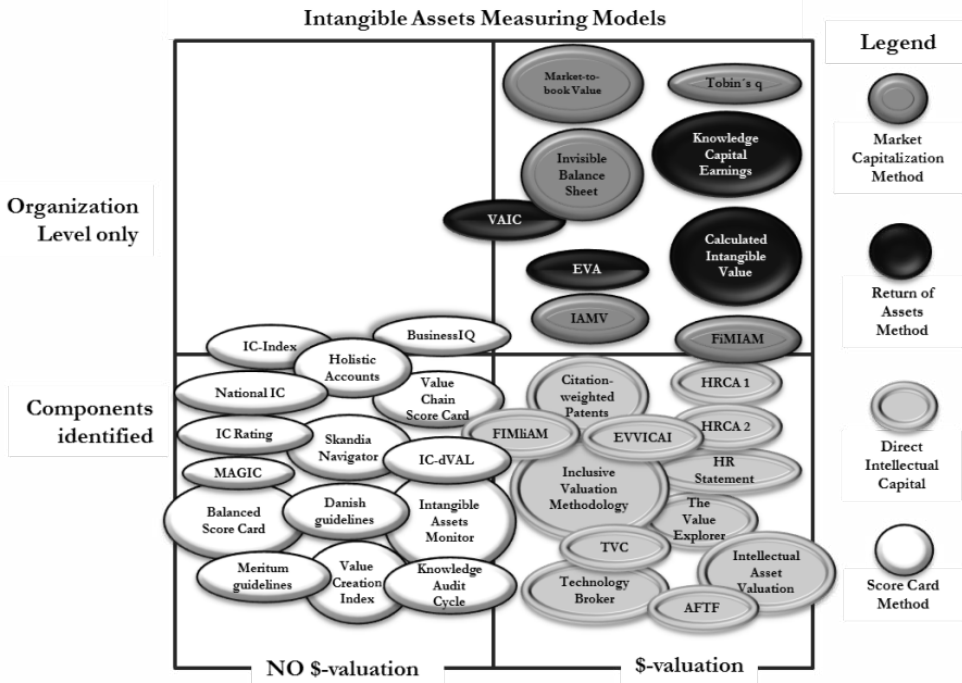 Intangible Assets Measuring Models
Legend
Market-to-
book Value
Tobin´s q
Market
Capitalization
Method
Knowledge
Capital
Earnings
Invisible
Balance
Sheet
Organization
Level only
VAIC
Calculated
Intangible
Value
EVA
Return of
Assets
Method
IAMV
FiMIAM
BusinessIQ
IC-Index
Holistic
Accounts
National IC
Value
Chain
Score Card
Citation-
weighted
Patents
HRCA 1
Components
identified
IC Rating
Skandia
Navigator
FIMliAM
EVVICAI
HRCA 2
Direct
Intellectual
Capital
MAGIC
IC-dVAL
Inclusive
Valuation
Methodology
HR
Statement
Balanced
Score Card
Danish
guidelines
Intangible
Assets
Monitor
The
Value
Explorer
TVC
Meritum
guidelines
Value
Creation
Index
Knowledge
Audit
Cycle
Technology
Broker
Intellectual
Asset
Valuation
AFTF
Score Card
Method
NO $-valuation
$-valuation